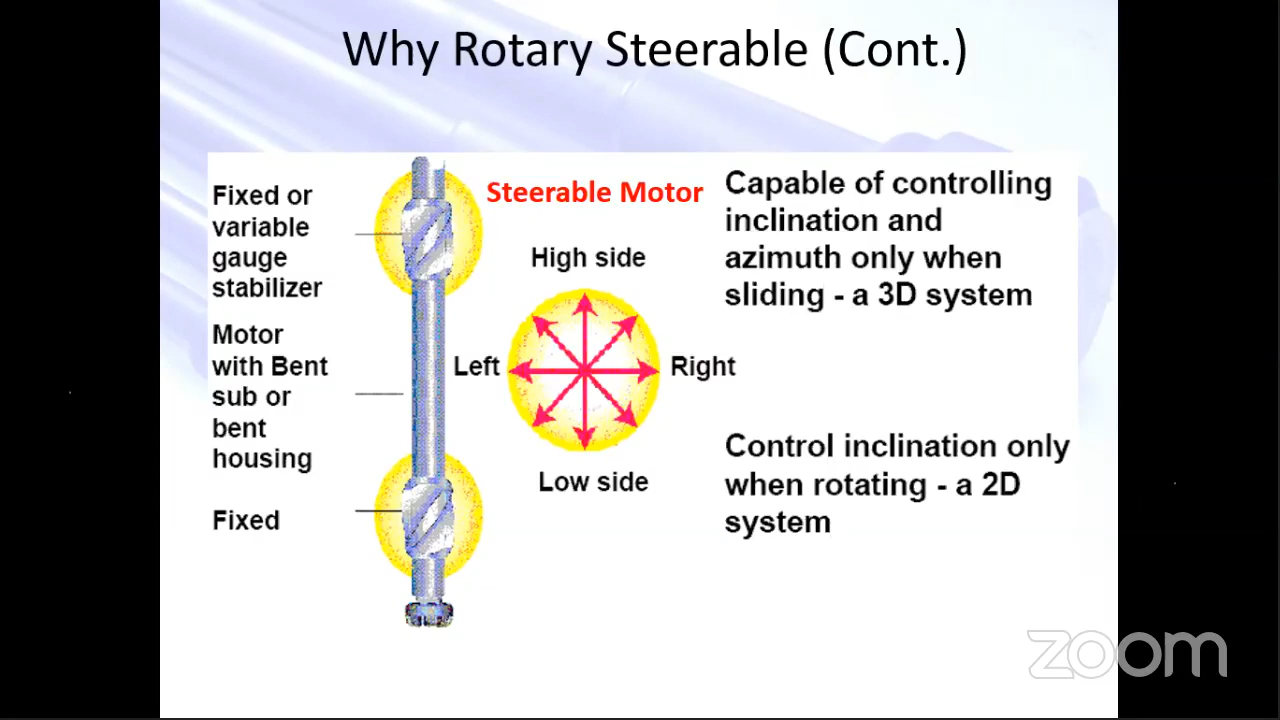 Why Rotary Steerable (Cont.)
Fixed or
variable
gauge
stabilizer
Motor
with Bent
sub or
bent
housing
Fixed
Steerable Motor
High side
Left
Right
Low side
Capable of controlling
inclination and
azimuth only when
sliding - a 3D system
Control inclination only
when rotating - a 2D
system
zoom